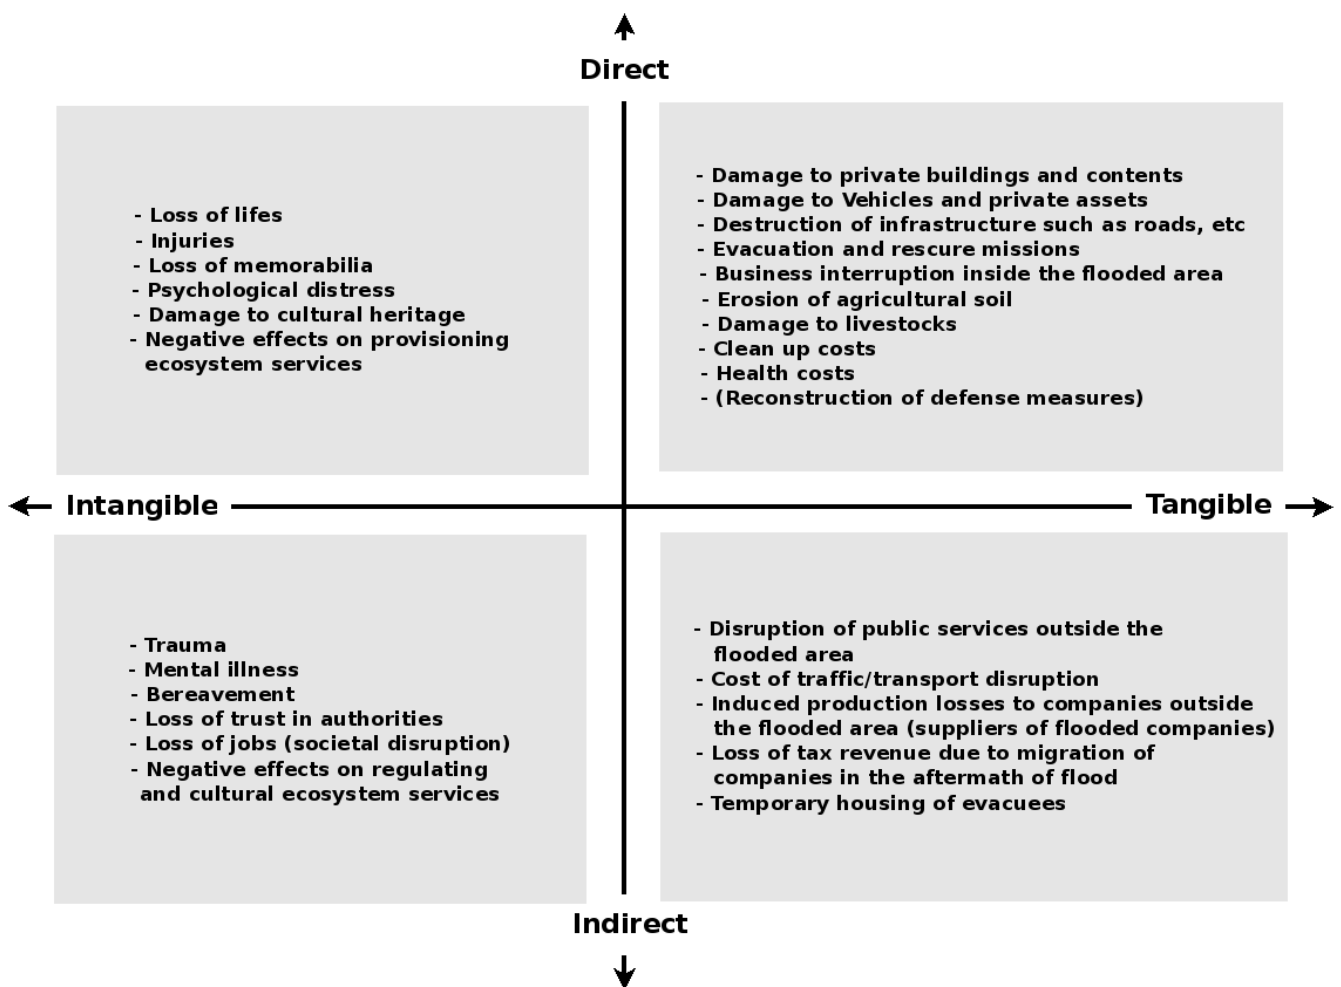 Direct
- Loss of lifes
- Injuries
- Loss of memorabilia
- Psychological distress
- Damage to cultural heritage
- Negative effects on provisioning
ecosystem services
- Damage to private buildings and contents
- Damage to Vehicles and private assets
- Destruction of infrastructure such as roads, etc
- Evacuation and rescure missions
- Business interruption inside the flooded area
- Erosion of agricultural soil
- Damage to livestocks
- Clean up costs
- Health costs
- (Reconstruction of defense measures)
Intangible
Tangible
- Trauma
- Mental illness
- Bereavement
- Loss of trust in authorities
- Loss of jobs (societal disruption)
- Negative effects on regulating
and cultural ecosystem services
- Disruption of public services outside the
flooded area
- Cost of traffic/transport disruption
- Induced production losses to companies outside
the flooded area (suppliers of flooded companies)
- Loss of tax revenue due to migration of
companies in the aftermath of flood
- Temporary housing of evacuees
Indirect